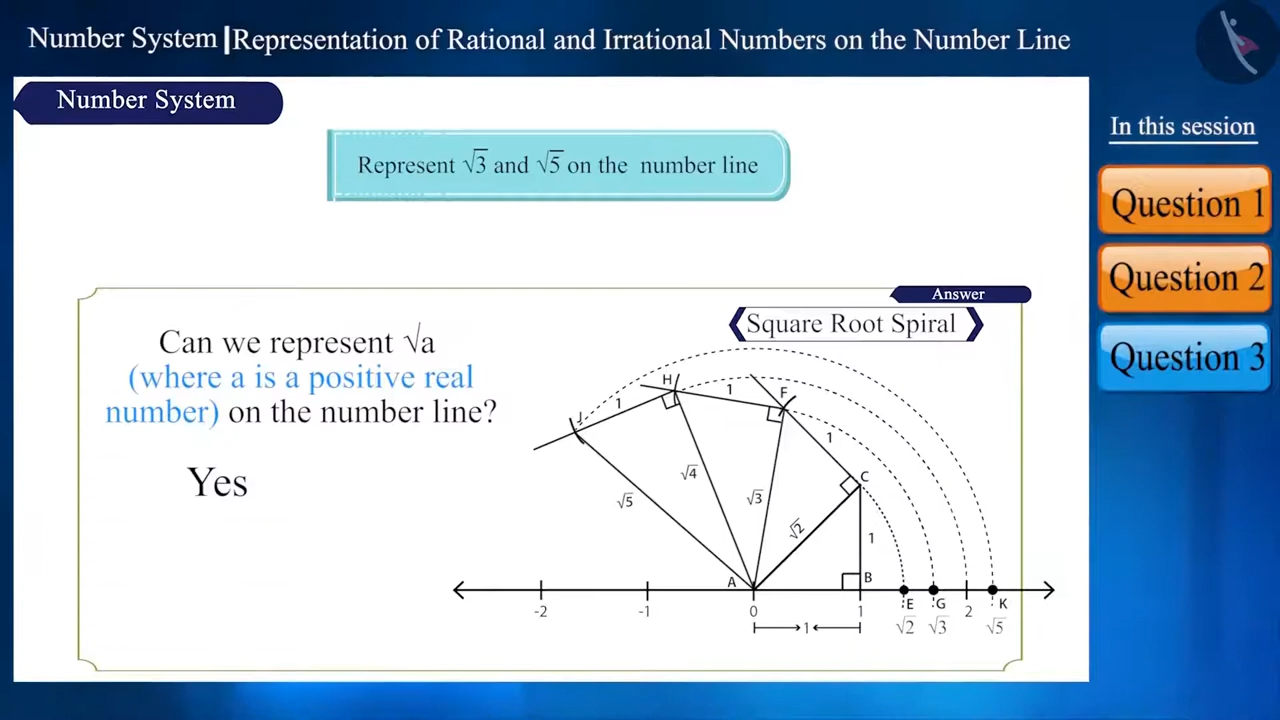 Number System | Representation of Rational and Irrational Numbers on the Number Line
Number System
In this session
Represent √3 and √5 on the number line
Question 1
Question 2
Question 3
Answer
Square Root Spiral
Can we represent √a
(where a is a positive real
number) on the number line?
Yes
H
1
F
1
J
1
C
√4
√3
√5
√2
1
A
B
-2
-1
0
1
E
G
2
K
√2
√3
√5
1